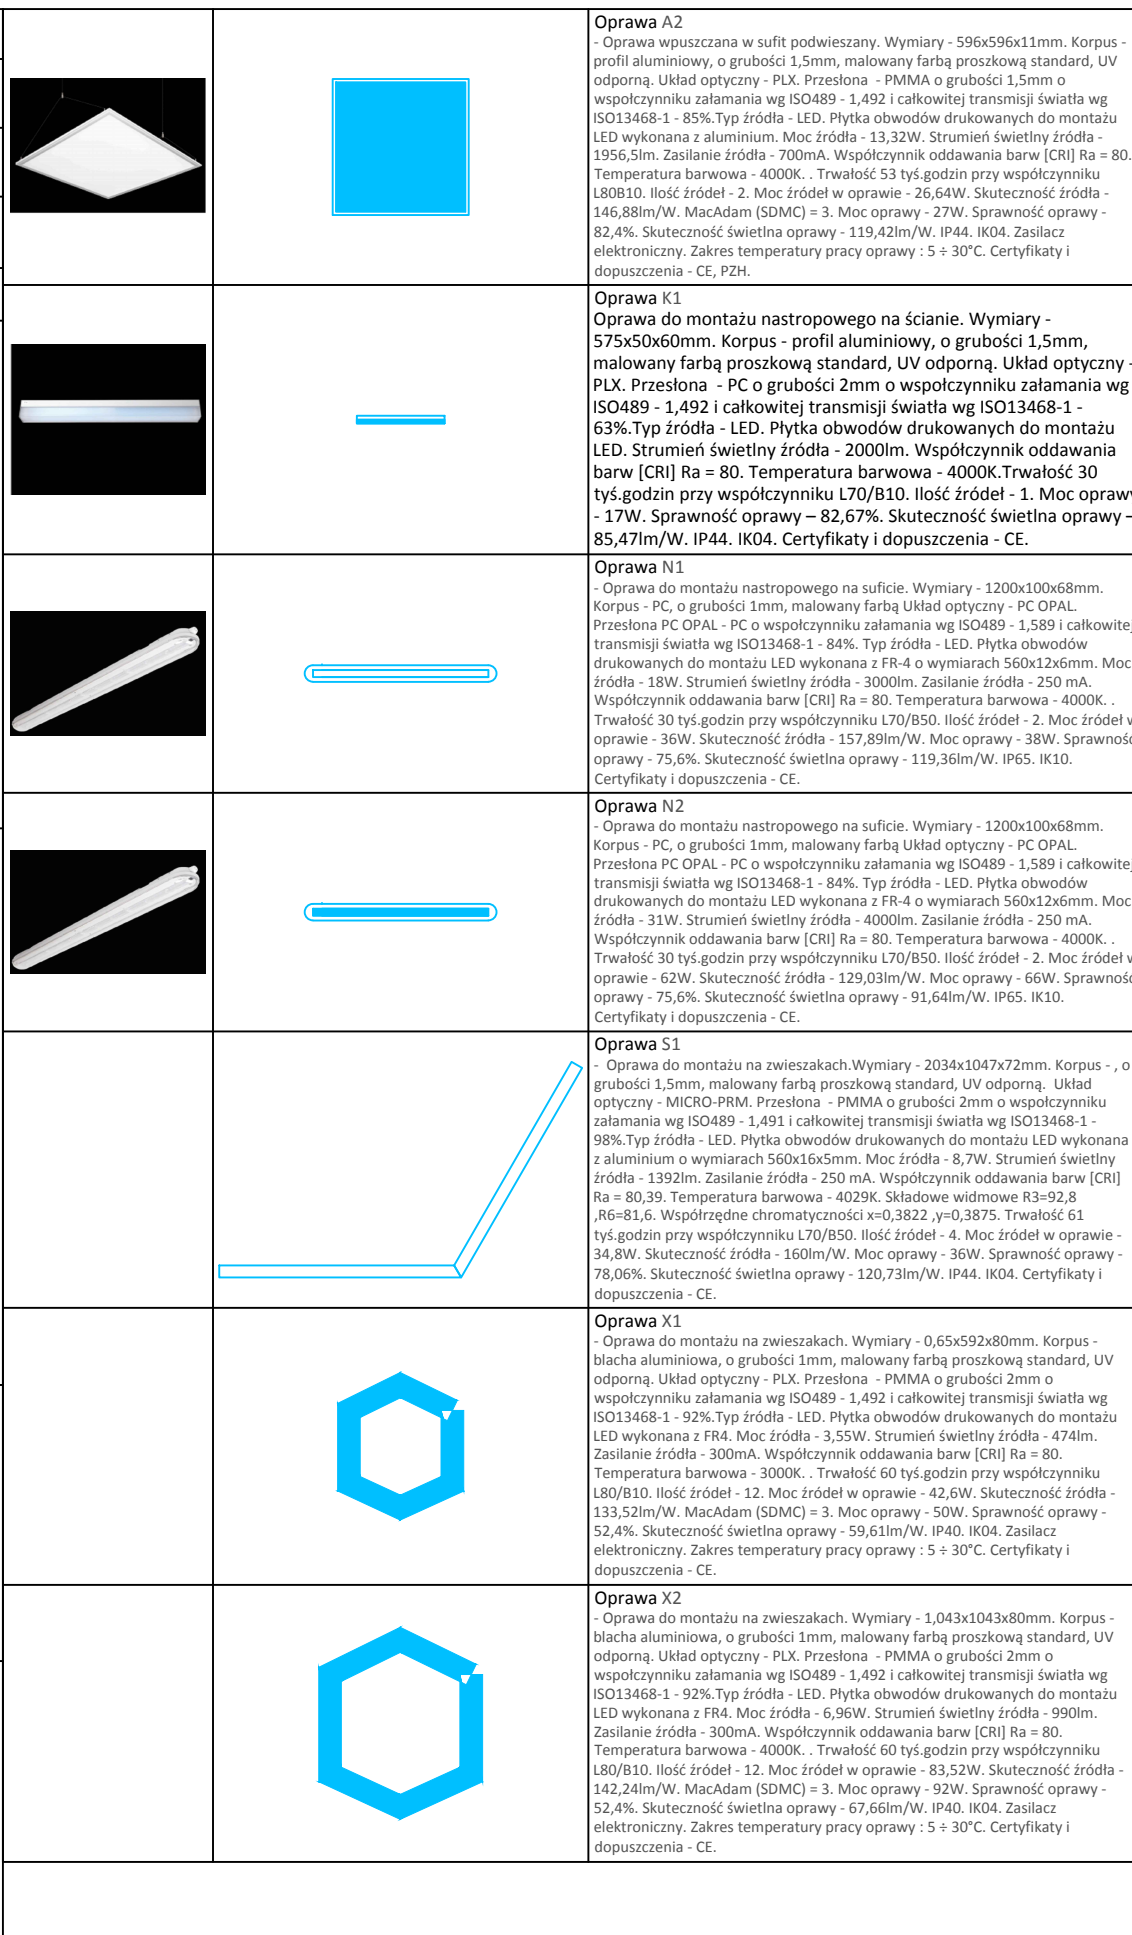 Oprawa A2
- Oprawa wpuszczana w sufit podwieszany. Wymiary - 596x596x11mm. Korpus -
profil aluminiowy, o grubości 1,5mm, malowany farbą proszkową standard, UV
odporną. Układ optyczny - PLX. Przesłona - PMMA o grubości 1,5mm o
wspołczynniku załamania wg ISO489 - 1,492 i całkowitej transmisji światła wg
ISO13468-1 - 85%.Typ źródła - LED. Płytka obwodów drukowanych do montażu
LED wykonana z aluminium. Moc źródła - 13,32W. Strumień świetlny źródła -
1956,5lm. Zasilanie źródła - 700mA. Współczynnik oddawania barw [CRI] Ra = 80.
Temperatura barwowa - 4000K. . Trwałość 53 tyś.godzin przy współczynniku
L80B10. Ilość źródeł - 2. Moc źródeł w oprawie - 26,64W. Skuteczność źródła -
146,88lm/W. MacAdam (SDMC) = 3. Moc oprawy - 27W. Sprawność oprawy -
82,4%. Skuteczność świetlna oprawy - 119,42lm/W. IP44. IK04. Zasilacz
elektroniczny. Zakres temperatury pracy oprawy : 5 ÷ 30°C. Certyfikaty i
dopuszczenia - CE, PZH.
Oprawa K1
Oprawa do montażu nastropowego na ścianie. Wymiary -
575x50x60mm. Korpus - profil aluminiowy, o grubości 1,5mm,
malowany farbą proszkową standard, UV odporną. Układ optyczny -
PLX. Przesłona - PC o grubości 2mm o wspołczynniku załamania wg
ISO489 - 1,492 i całkowitej transmisji światła wg ISO13468-1 -
63%.Typ źródła - LED. Płytka obwodów drukowanych do montażu
LED. Strumień świetlny źródła - 2000lm. Współczynnik oddawania
barw [CRI] Ra = 80. Temperatura barwowa - 4000K.Trwałość 30
tyś.godzin przy współczynniku L70/B10. Ilość źródeł - 1. Moc oprawy
- 17W. Sprawność oprawy – 82,67%. Skuteczność świetlna oprawy –
85,47lm/W. IP44. IK04. Certyfikaty i dopuszczenia - CE.
Oprawa N1
- Oprawa do montażu nastropowego na suficie. Wymiary - 1200x100x68mm.
Korpus - PC, o grubości 1mm, malowany farbą Układ optyczny - PC OPAL.
Przesłona PC OPAL - PC o wspołczynniku załamania wg ISO489 - 1,589 i całkowitej
transmisji światła wg ISO13468-1 - 84%. Typ źródła - LED. Płytka obwodów
drukowanych do montażu LED wykonana z FR-4 o wymiarach 560x12x6mm. Moc
źródła - 18W. Strumień świetlny źródła - 3000lm. Zasilanie źródła - 250 mA.
Współczynnik oddawania barw [CRI] Ra = 80. Temperatura barwowa - 4000K. .
Trwałość 30 tyś.godzin przy współczynniku L70/B50. Ilość źródeł - 2. Moc źródeł w
oprawie - 36W. Skuteczność źródła - 157,89lm/W. Moc oprawy - 38W. Sprawność
oprawy - 75,6%. Skuteczność świetlna oprawy - 119,36lm/W. IP65. IK10.
Certyfikaty i dopuszczenia - CE.
Oprawa N2
- Oprawa do montażu nastropowego na suficie. Wymiary - 1200x100x68mm.
Korpus - PC, o grubości 1mm, malowany farbą Układ optyczny - PC OPAL.
Przesłona PC OPAL - PC o wspołczynniku załamania wg ISO489 - 1,589 i całkowitej
transmisji światła wg ISO13468-1 - 84%. Typ źródła - LED. Płytka obwodów
drukowanych do montażu LED wykonana z FR-4 o wymiarach 560x12x6mm. Moc
źródła - 31W. Strumień świetlny źródła - 4000lm. Zasilanie źródła - 250 mA.
Współczynnik oddawania barw [CRI] Ra = 80. Temperatura barwowa - 4000K. .
Trwałość 30 tyś.godzin przy współczynniku L70/B50. Ilość źródeł - 2. Moc źródeł w
oprawie - 62W. Skuteczność źródła - 129,03lm/W. Moc oprawy - 66W. Sprawność
oprawy - 75,6%. Skuteczność świetlna oprawy - 91,64lm/W. IP65. IK10.
Certyfikaty i dopuszczenia - CE.
Oprawa S1
- Oprawa do montażu na zwieszakach.Wymiary - 2034x1047x72mm. Korpus - , o
grubości 1,5mm, malowany farbą proszkową standard, UV odporną. Układ
optyczny - MICRO-PRM. Przesłona - PMMA o grubości 2mm o wspołczynniku
załamania wg ISO489 - 1,491 i całkowitej transmisji światła wg ISO13468-1 -
98%.Typ źródła - LED. Płytka obwodów drukowanych do montażu LED wykonana
z aluminium o wymiarach 560x16x5mm. Moc źródła - 8,7W. Strumień świetlny
źródła - 1392lm. Zasilanie źródła - 250 mA. Współczynnik oddawania barw [CRI]
Ra = 80,39. Temperatura barwowa - 4029K. Składowe widmowe R3=92,8
,R6=81,6. Współrzędne chromatyczności x=0,3822 ,y=0,3875. Trwałość 61
tyś.godzin przy współczynniku L70/B50. Ilość źródeł - 4. Moc źródeł w oprawie -
34,8W. Skuteczność źródła - 160lm/W. Moc oprawy - 36W. Sprawność oprawy -
78,06%. Skuteczność świetlna oprawy - 120,73lm/W. IP44. IK04. Certyfikaty i
dopuszczenia - CE.
Oprawa X1
- Oprawa do montażu na zwieszakach. Wymiary - 0,65x592x80mm. Korpus -
blacha aluminiowa, o grubości 1mm, malowany farbą proszkową standard, UV
odporną. Układ optyczny - PLX. Przesłona - PMMA o grubości 2mm o
wspołczynniku załamania wg ISO489 - 1,492 i całkowitej transmisji światła wg
ISO13468-1 - 92%.Typ źródła - LED. Płytka obwodów drukowanych do montażu
LED wykonana z FR4. Moc źródła - 3,55W. Strumień świetlny źródła - 474lm.
Zasilanie źródła - 300mA. Współczynnik oddawania barw [CRI] Ra = 80.
Temperatura barwowa - 3000K. . Trwałość 60 tyś.godzin przy współczynniku
L80/B10. Ilość źródeł - 12. Moc źródeł w oprawie - 42,6W. Skuteczność źródła -
133,52lm/W. MacAdam (SDMC) = 3. Moc oprawy - 50W. Sprawność oprawy -
52,4%. Skuteczność świetlna oprawy - 59,61lm/W. IP40. IK04. Zasilacz
elektroniczny. Zakres temperatury pracy oprawy : 5 ÷ 30°C. Certyfikaty i
dopuszczenia - CE.
Oprawa X2
- Oprawa do montażu na zwieszakach. Wymiary - 1,043x1043x80mm. Korpus -
blacha aluminiowa, o grubości 1mm, malowany farbą proszkową standard, UV
odporną. Układ optyczny - PLX. Przesłona - PMMA o grubości 2mm o
wspołczynniku załamania wg ISO489 - 1,492 i całkowitej transmisji światła wg
ISO13468-1 - 92%.Typ źródła - LED. Płytka obwodów drukowanych do montażu
LED wykonana z FR4. Moc źródła - 6,96W. Strumień świetlny źródła - 990lm.
Zasilanie źródła - 300mA. Współczynnik oddawania barw [CRI] Ra = 80.
Temperatura barwowa - 4000K. . Trwałość 60 tyś.godzin przy współczynniku
L80/B10. Ilość źródeł - 12. Moc źródeł w oprawie - 83,52W. Skuteczność źródła -
142,24lm/W. MacAdam (SDMC) = 3. Moc oprawy - 92W. Sprawność oprawy -
52,4%. Skuteczność świetlna oprawy - 67,66lm/W. IP40. IK04. Zasilacz
elektroniczny. Zakres temperatury pracy oprawy : 5 ÷ 30°C. Certyfikaty i
dopuszczenia - CE.